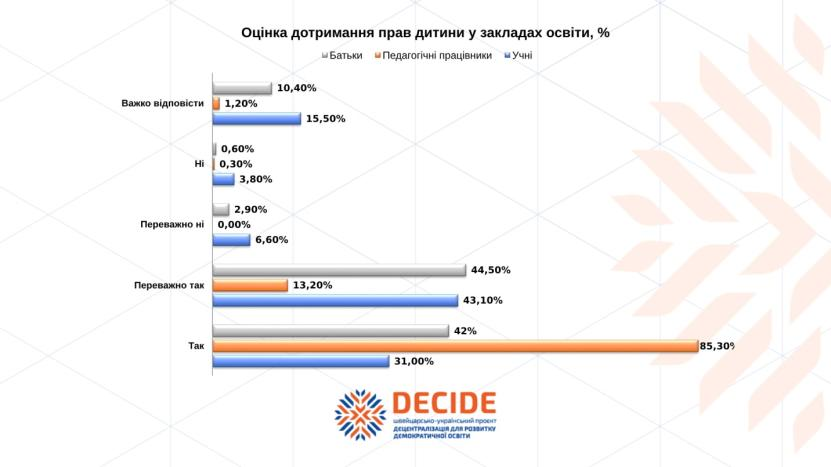 Оцінка дотримання прав дитини у закладах освіти, %
Батьки Педагогічні працівники Учні
Важко відповісти
10,40%
1,20%
15,50%
Ні
0,60%
0,30%
3,80%
Переважно ні
2,90%
0,00%
6,60%
Переважно так
44,50%
13,20%
43,10%
Так
42%
85,30%
31,00%
DECIDE
швейцарсько-український проєкт
ДЕЦЕНТРАЛІЗАЦІЯ ДЛЯ РОЗВИТКУ
ДЕМОКРАТИЧНОЇ ОСВІТИ